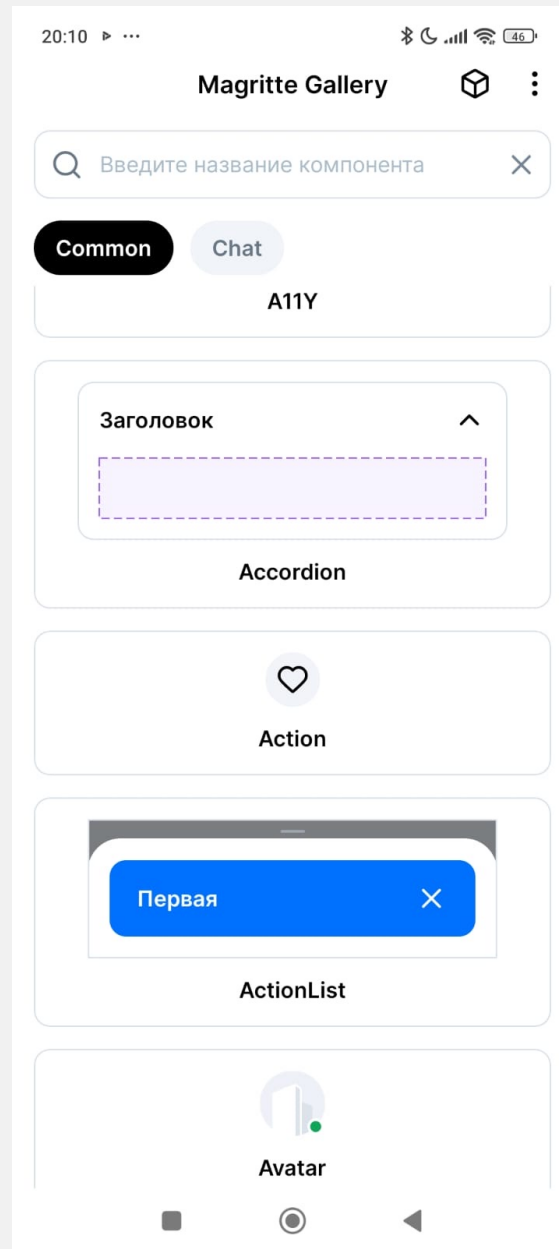 20:10
46
Magritte Gallery
Введите название компонента
Common
Chat
A11Y
Заголовок
Accordion
Action
Первая
ActionList
Avatar